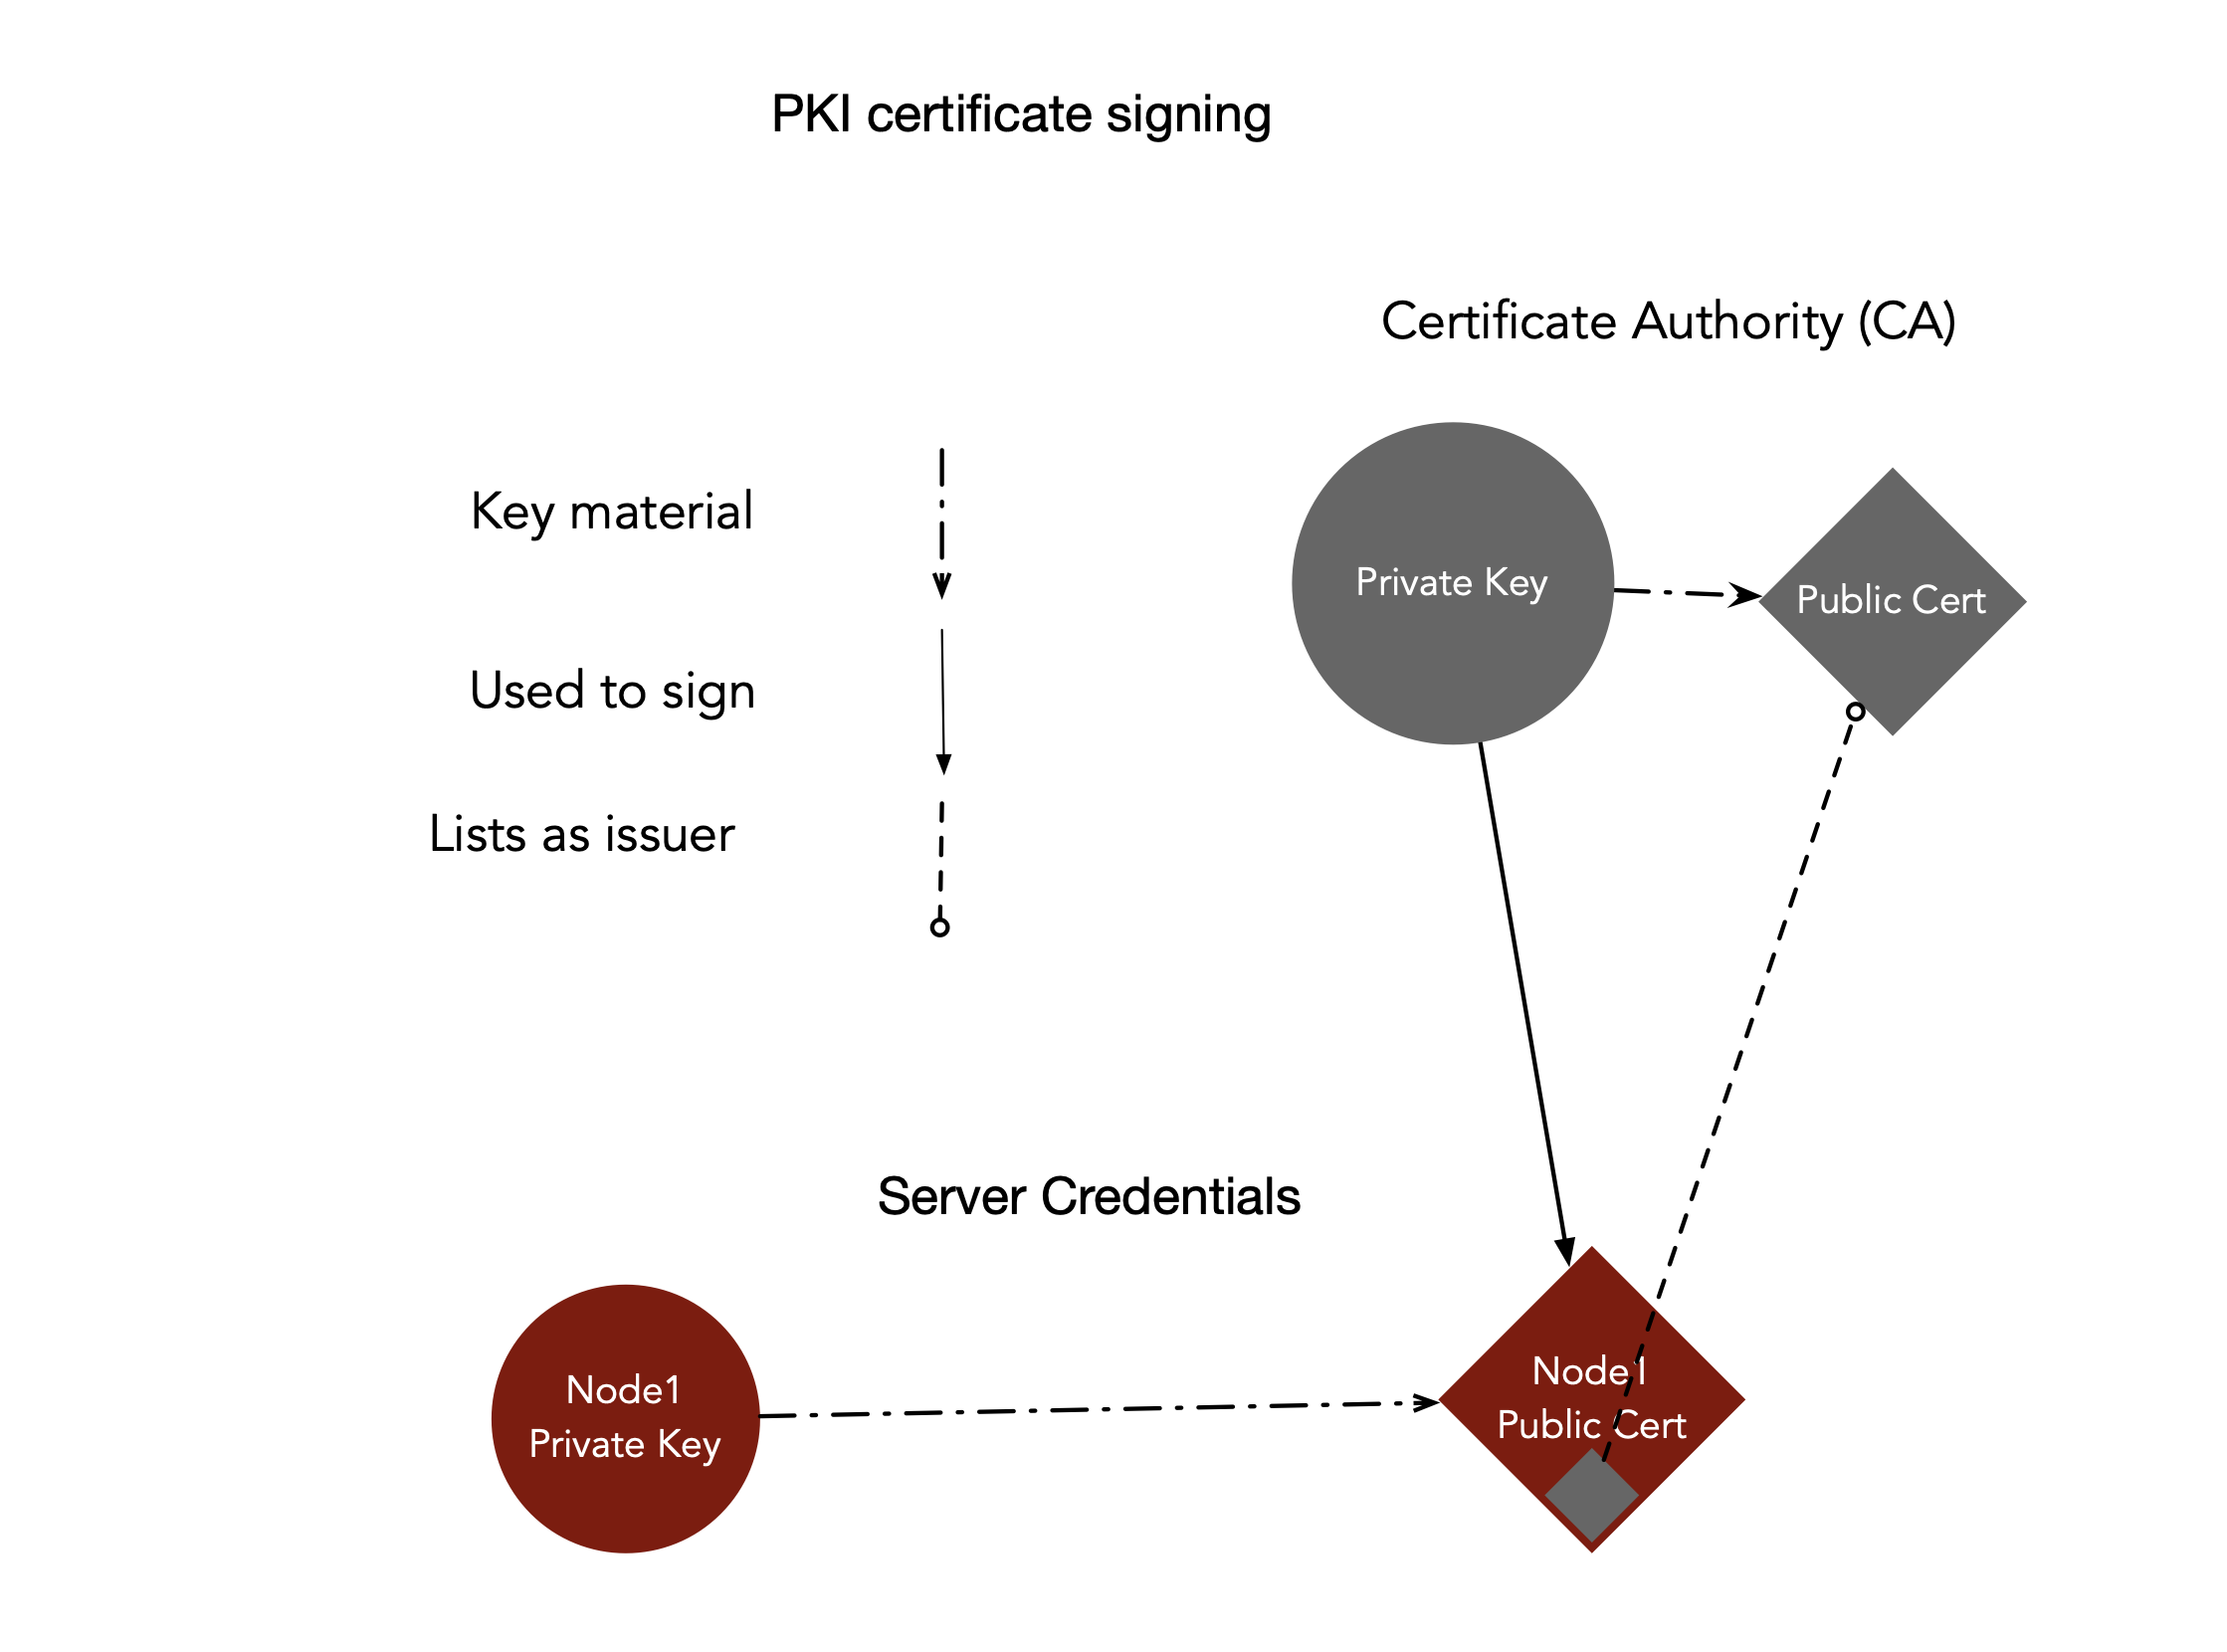 PKI certificate signing
Certificate Authority (CA)
Key material
Private Key
Public Cert
Used to sign
Lists as issuer
Server Credentials
Node1
Private Key
Node1
Public Cert